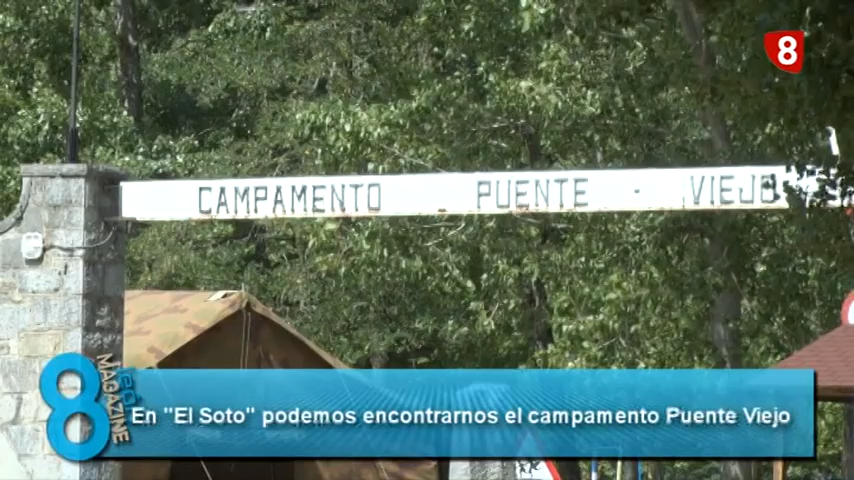 8
CAMPAMENTO PUENTE - VIEJO
8 MAGAZINE
En "El Soto" podemos encontrarnos el campamento Puente Viejo